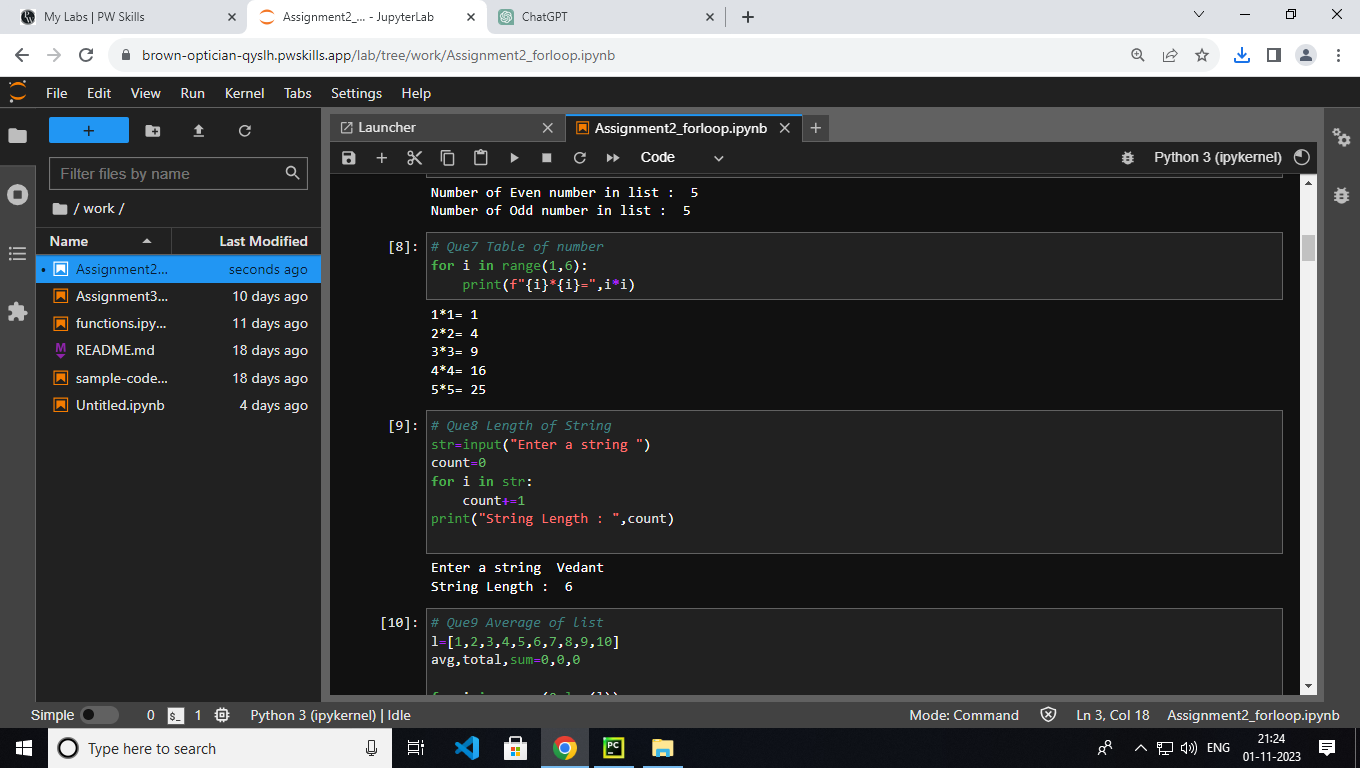 My Labs | PW Skills
Assignment2_... - JupyterLab
ChatGPT
brown-optician-qyslh.pwskills.app/lab/tree/work/Assignment2_forloop.ipynb
File Edit View Run Kernel Tabs Settings Help
Filter files by name
/ work /
Name Last Modified
Assignment2... seconds ago
Assignment3... 10 days ago
functions.ipy... 11 days ago
README.md 18 days ago
sample-code... 18 days ago
Untitled.ipynb 4 days ago
Launcher
Assignment2_forloop.ipynb
Code
Python 3 (ipykernel)
Number of Even number in list :  5
Number of Odd number in list :  5
[8]:
# Que7 Table of number
for i in range(1,6):
    print(f"{i}*{i}=",i*i)
1*1= 1
2*2= 4
3*3= 9
4*4= 16
5*5= 25
[9]:
# Que8 Length of String
str=input("Enter a string ")
count=0
for i in str:
    count+=1
print("String Length : ",count)
Enter a string  Vedant
String Length :  6
[10]:
# Que9 Average of list
l=[1,2,3,4,5,6,7,8,9,10]
avg,total,sum=0,0,0
Simple 0 $_ 1 Python 3 (ipykernel) | Idle
Mode: Command Ln 3, Col 18 Assignment2_forloop.ipynb
Type here to search
PC
ENG
21:24
01-11-2023